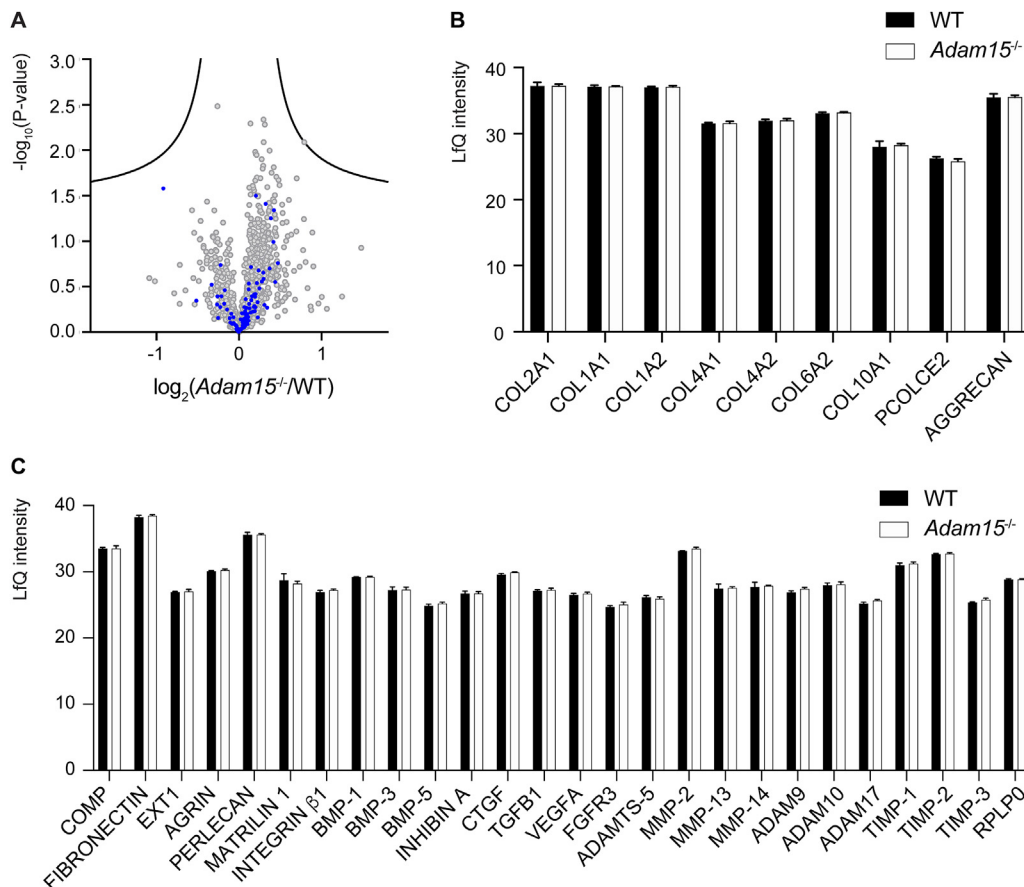 A
-log10(P-value)
3.0
2.5
2.0
1.5
1.0
0.5
0.0
-1
0
1
log2(Adam15-/-/WT)
B
WT
Adam15-/-
LfQ intensity
40
30
20
10
0
COL2A1
COL1A1
COL1A2
COL4A1
COL4A2
COL6A2
COL10A1
PCOLCE2
AGGRECAN
C
WT
Adam15-/-
LfQ intensity
40
30
20
10
0
COMP
FIBRONECTIN
EXT1
AGRIN
PERLECAN
MATRILIN 1
INTEGRIN β1
BMP-1
BMP-3
BMP-5
INHIBIN A
CTGF
TGFB1
VEGFA
FGFR3
ADAMTS-5
MMP-2
MMP-13
MMP-14
ADAM9
ADAM10
ADAM17
TIMP-1
TIMP-2
TIMP-3
RPLP0